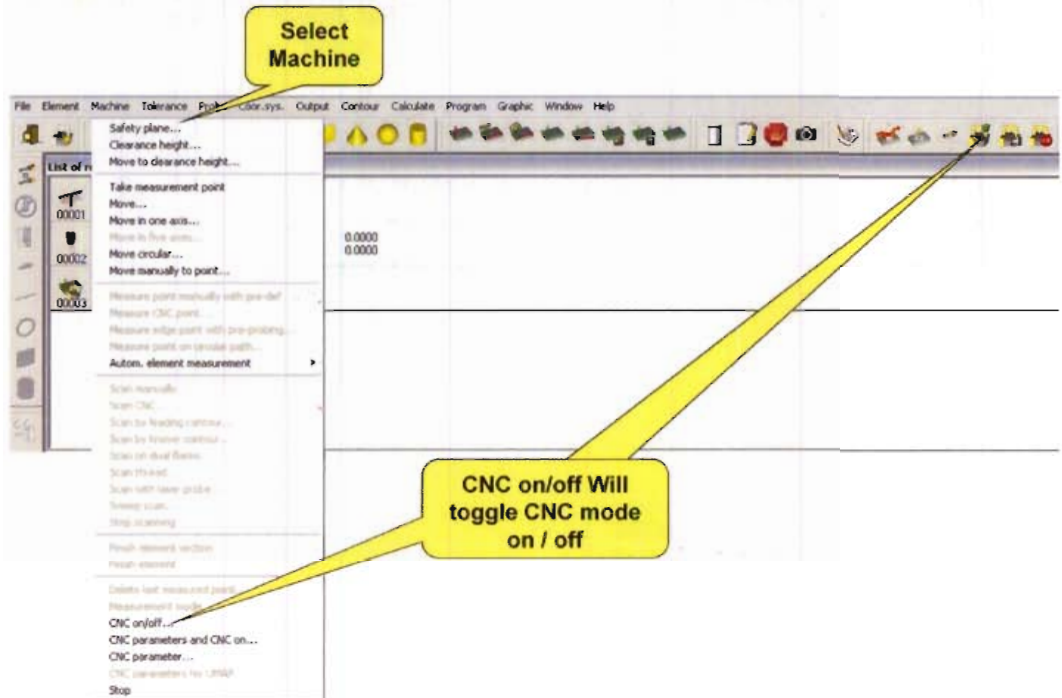 Select
Machine
File Element Machine Tolerance Probe Coor.sys. Output Contour Calculate Program Graphic Window Help
Safety plane...
Clearance height...
Move to clearance height...
List of
Take measurement point
00001
Move...
Move in one axis...
Move in five axes...
0.0000
00002
Move circular...
0.0000
Move manually to point...
00003
Measure point manually with pre-def
Measure CNC point...
Measure edge point with pre-probing...
Measure point on circular path...
Autom. element measurement
Scan manually
Scan CNC...
Scan by leading contour...
Scan by known contour...
Scan on dual flanks
Scan thread...
Scan with laser probe
Sweep scan...
Stop scanning
CNC on/off Will
toggle CNC mode
on / off
Finish element section
Finish element
Delete last measured point
Measurement mode
CNC on/off...
CNC parameters and CNC on...
CNC parameter...
CNC parameters for UMAP
Stop